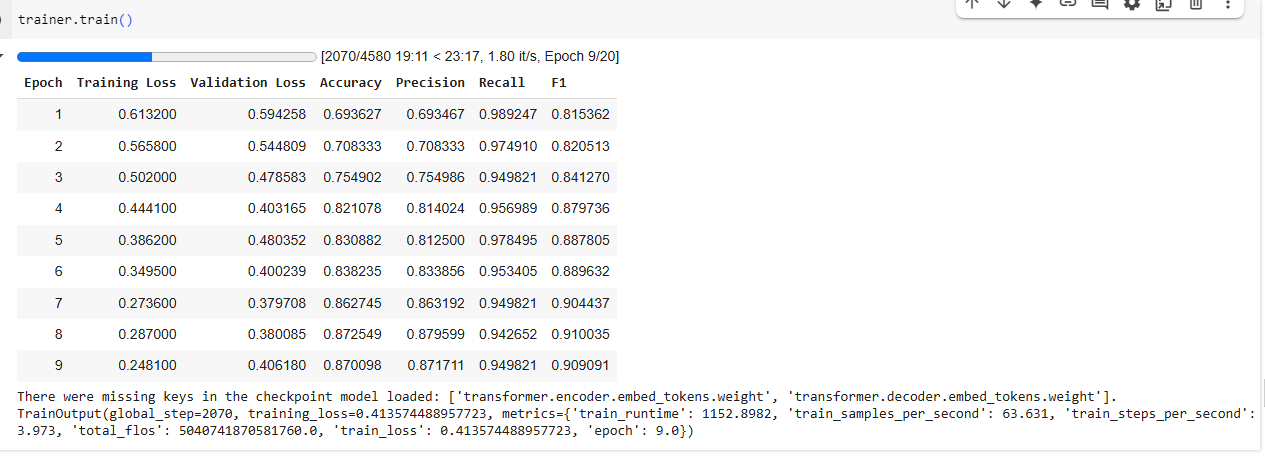 trainer.train()
[2070/4580 19:11 < 23:17, 1.80 it/s, Epoch 9/20]
Epoch Training Loss Validation Loss Accuracy Precision Recall F1
1 0.613200 0.594258 0.693627 0.693467 0.989247 0.815362
2 0.565800 0.544809 0.708333 0.708333 0.974910 0.820513
3 0.502000 0.478583 0.754902 0.754986 0.949821 0.841270
4 0.444100 0.403165 0.821078 0.814024 0.956989 0.879736
5 0.386200 0.480352 0.830882 0.812500 0.978495 0.887805
6 0.349500 0.400239 0.838235 0.833856 0.953405 0.889632
7 0.273600 0.379708 0.862745 0.863192 0.949821 0.904437
8 0.287000 0.380085 0.872549 0.879599 0.942652 0.910035
9 0.248100 0.406180 0.870098 0.871711 0.949821 0.909091
There were missing keys in the checkpoint model loaded: ['transformer.encoder.embed_tokens.weight', 'transformer.decoder.embed_tokens.weight'].
TrainOutput(global_step=2070, training_loss=0.413574488957723, metrics={'train_runtime': 1152.8982, 'train_samples_per_second': 63.631, 'train_steps_per_second':
3.973, 'total_flos': 5040741870581760.0, 'train_loss': 0.413574488957723, 'epoch': 9.0})